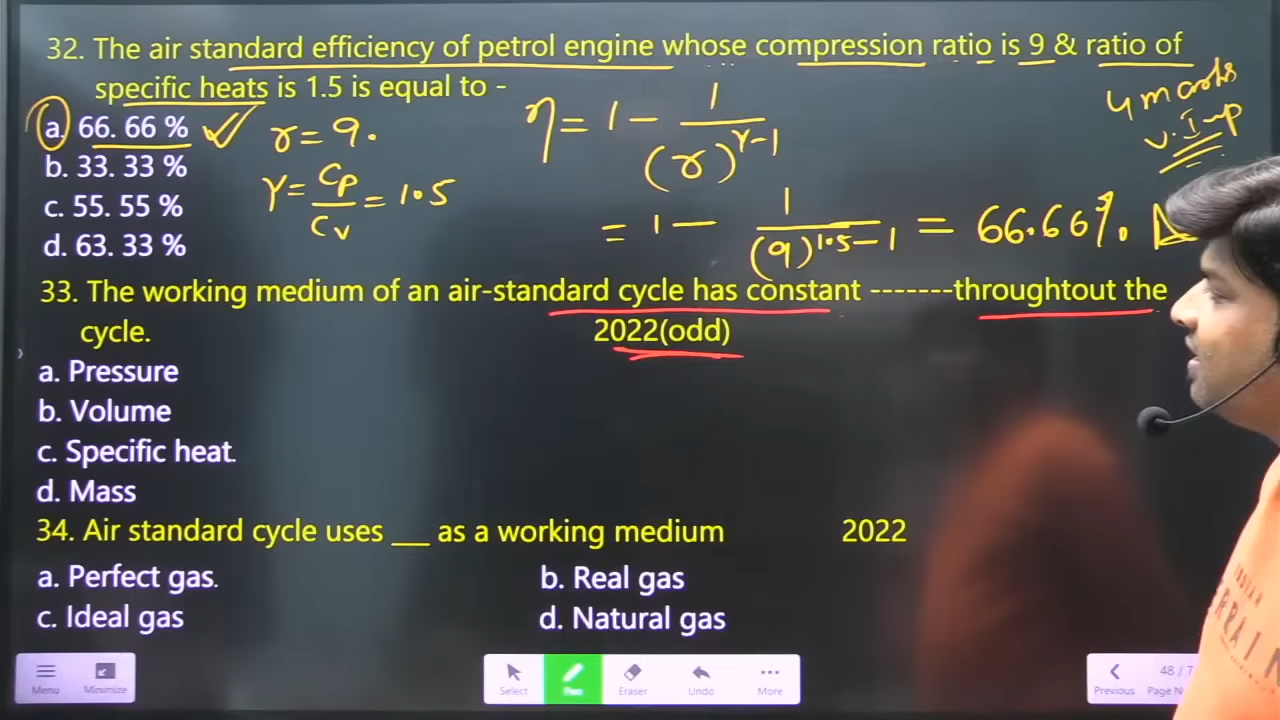 32. The air standard efficiency of petrol engine whose compression ratio is 9 & ratio of
specific heats is 1.5 is equal to -
a. 66. 66 %
b. 33. 33 %
c. 55. 55 %
d. 63. 33 %
r = 9.
γ = Cp/Cv = 1.5
η = 1 - 1/(r)^γ-1
= 1 - 1/(9)^1.5-1 = 66.66%.
4 marks
v. Imp
33. The working medium of an air-standard cycle has constant -------throughtout the
cycle. 2022(odd)
a. Pressure
b. Volume
c. Specific heat.
d. Mass
34. Air standard cycle uses __ as a working medium 2022
a. Perfect gas. b. Real gas
c. Ideal gas d. Natural gas
Menu Minimize Select Pen Eraser Undo More Previous 48 / 7 Page